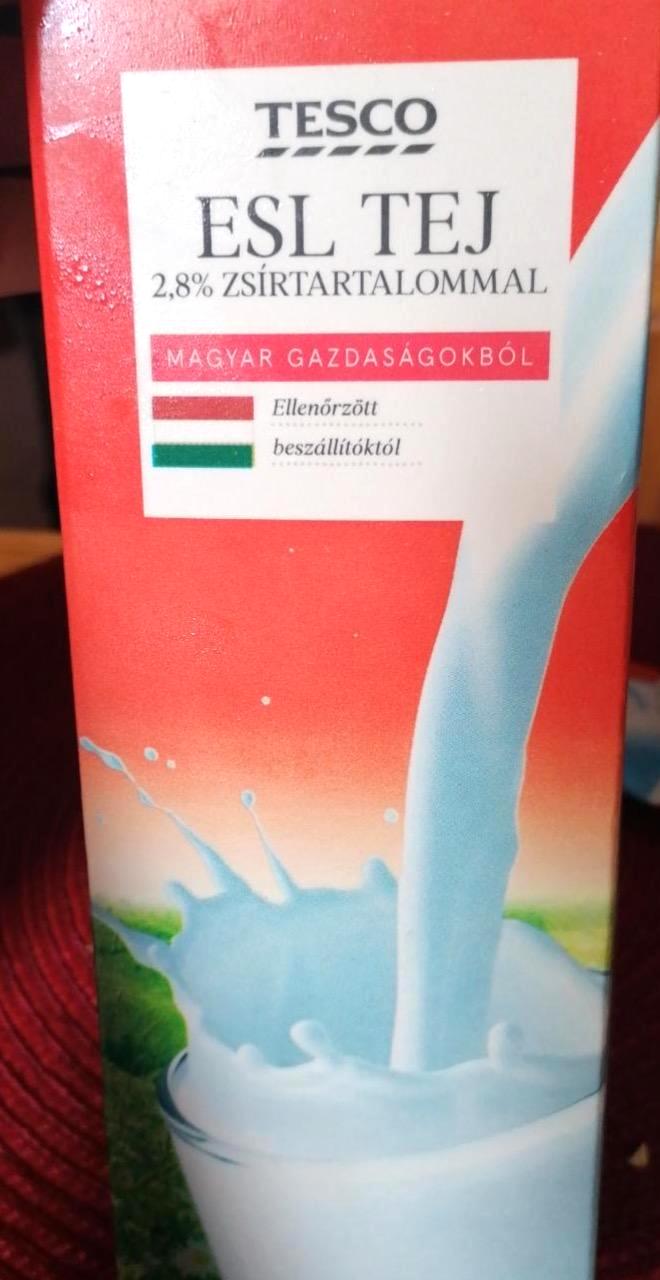 TESCO
ESL TEJ
2,8% ZSÍRTARTALOMMAL
MAGYAR GAZDASÁGOKBÓL
Ellenőrzött
beszállítóktól